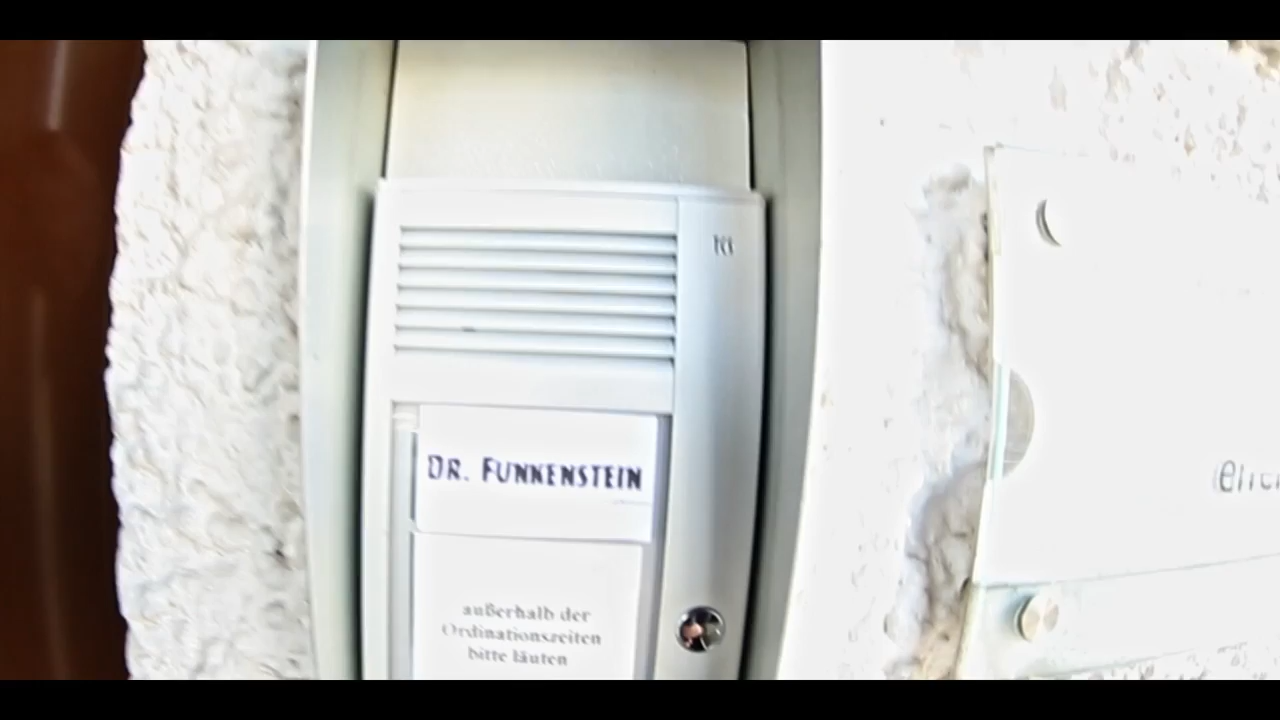 DR. FUNKENSTEIN
außerhalb der
Ordinationszeiten
bitte läuten